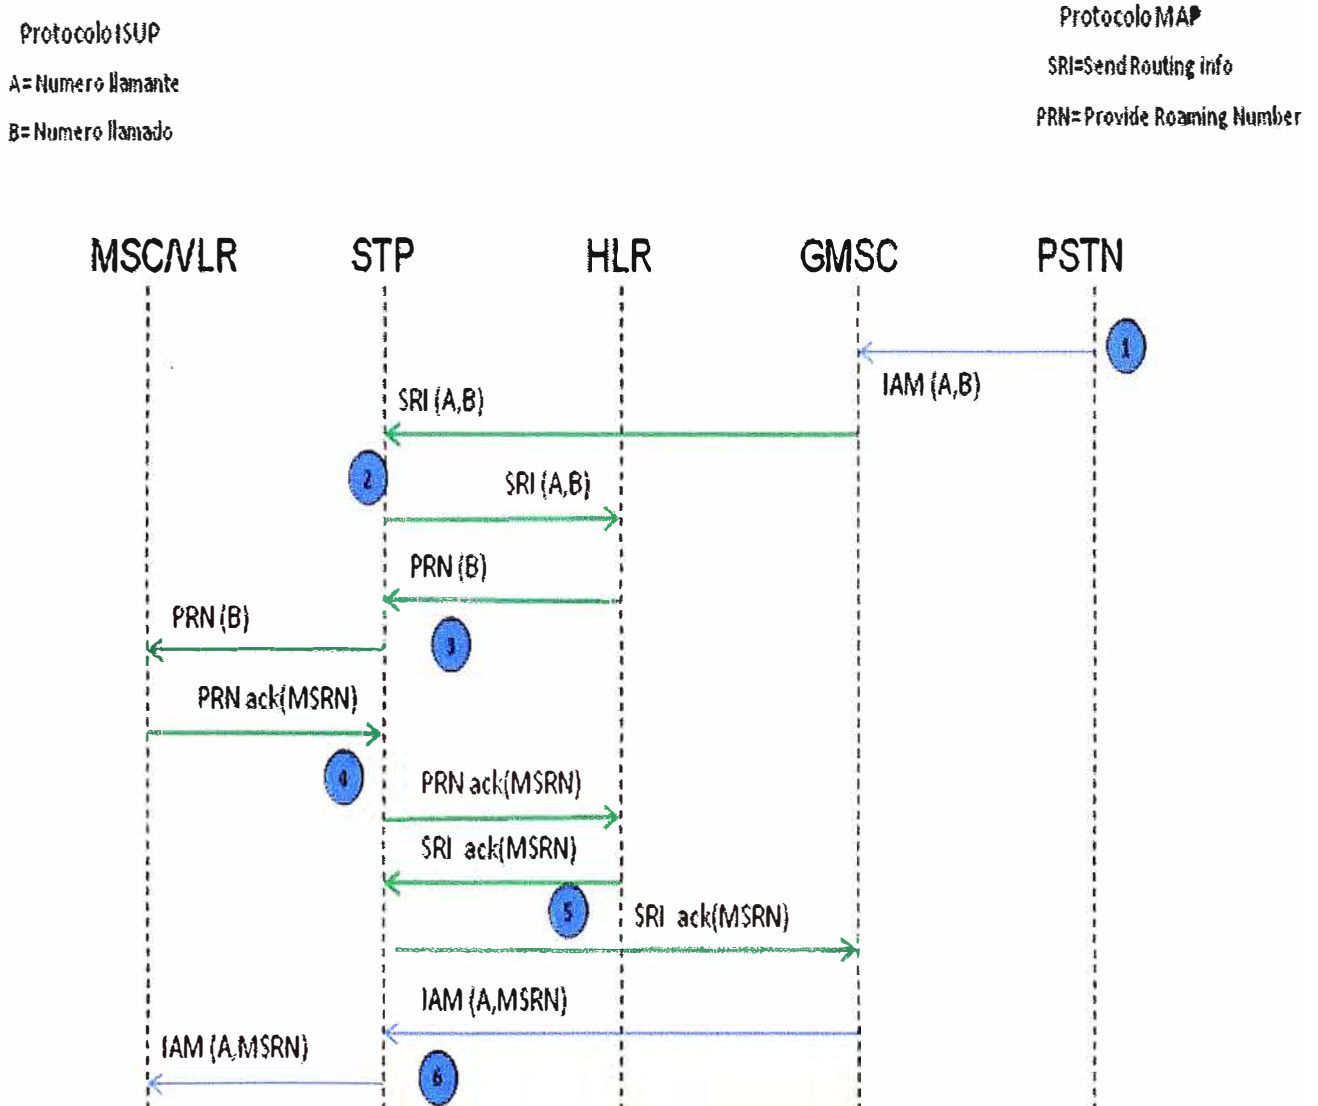 Protocolo ISUP
A= Numero llamante
B= Numero llamado
Protocolo MAP
SRI=Send Routing info
PRN= Provide Roaming Number
MSC/VLR STP HLR GMSC PSTN
1
IAM (A,B)
SRI (A,B)
2
SRI (A,B)
PRN (B)
PRN (B)
3
PRN ack(MSRN)
4
PRN ack(MSRN)
SRI ack(MSRN)
5
SRI ack(MSRN)
IAM (A,MSRN)
IAM (A,MSRN)
6